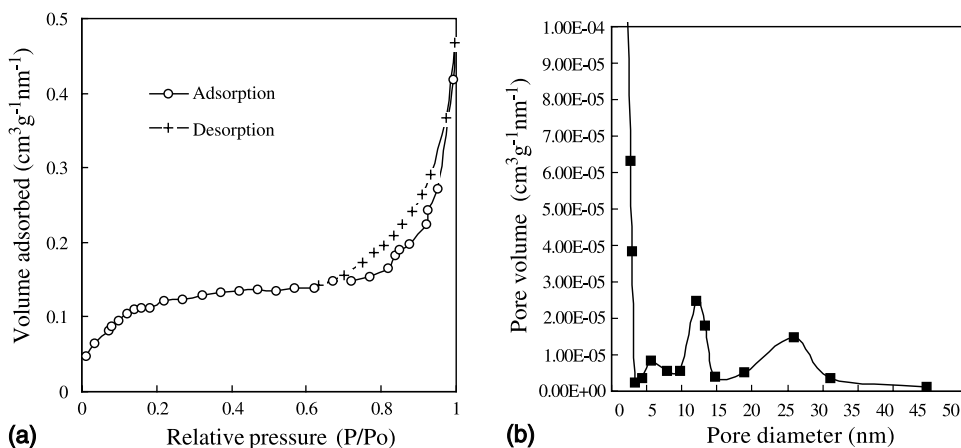 0.5
0.4
0.3
0.2
0.1
0
Volume adsorbed (cm³g⁻¹nm⁻¹)
Adsorption
Desorption
0 0.2 0.4 0.6 0.8 1
Relative pressure (P/Po)
(a)
1.00E-04
9.00E-05
8.00E-05
6.00E-05
6.00E-05
5.00E-05
4.00E-05
2.00E-05
2.00E-05
1.00E-05
0.00E+00
Pore volume (cm³g⁻¹nm⁻¹)
0 5 10 15 20 26 31 35 40 45 50
Pore diameter (nm)
(b)